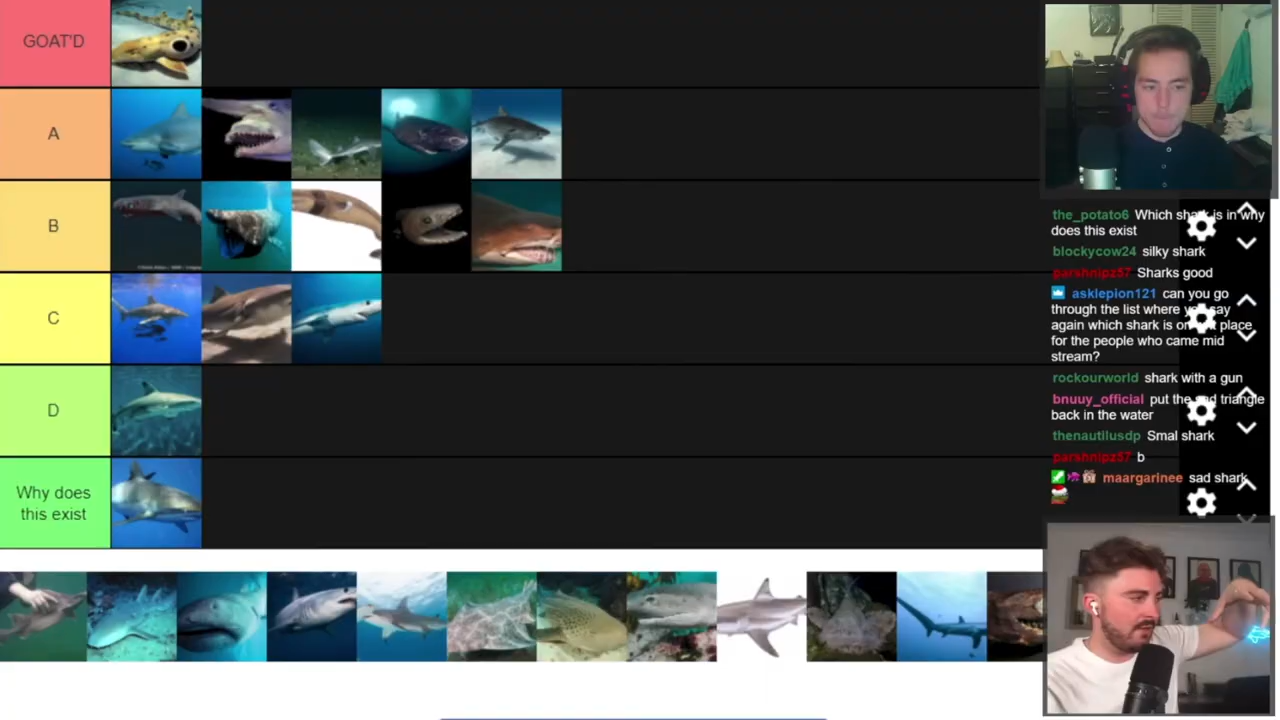 GOAT'D
A
B
C
D
Why does
this exist
the_potato6 Which shark is in why
does this exist
blockycow24 silky shark
parshnipz57 Sharks good
asklepion121 can you go
through the list where you say
again which shark is on place
for the people who came mid
stream?
rockourworld shark with a gun
bnuuy_official put the sad triangle
back in the water
thenautilusdp Smal shark
parshnipz57 b
maargarinee sad shark